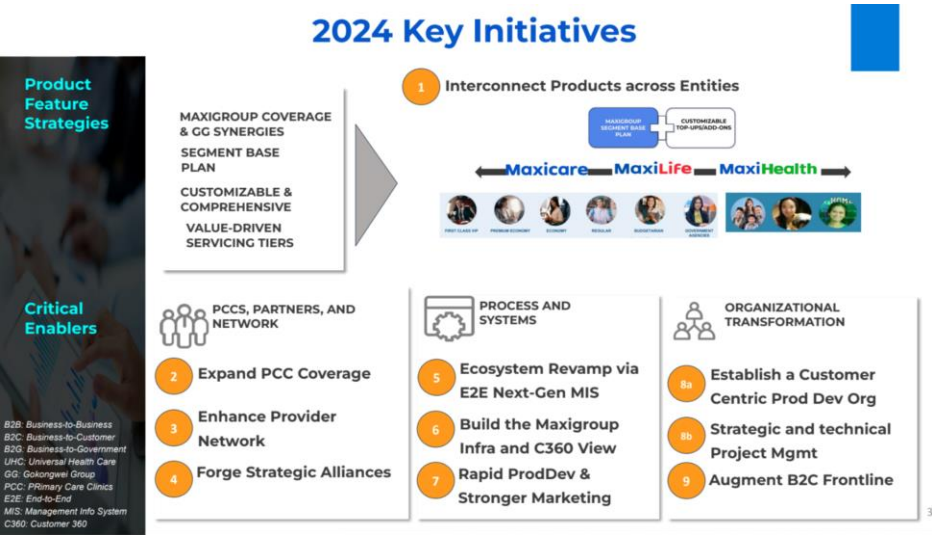 2024 Key Initiatives
Product
Feature
Strategies
MAXIGROUP COVERAGE
& GG SYNERGIES
SEGMENT BASE
PLAN
CUSTOMIZABLE &
COMPREHENSIVE
VALUE-DRIVEN
SERVICING TIERS
1 Interconnect Products across Entities
MAXIGROUP
SEGMENT BASE
PLAN
CUSTOMIZABLE
TOP-UPS/ADD-ONS
Maxicare MaxiLife MaxiHealth
FIRST CLASS VIP PREMIUM ECONOMY ECONOMY REGULAR BUDGETARIAN GOVERNMENT
AGENCIES
Critical
Enablers
PCCS, PARTNERS, AND
NETWORK
2 Expand PCC Coverage
3 Enhance Provider
Network
4 Forge Strategic Alliances
PROCESS AND
SYSTEMS
5 Ecosystem Revamp via
E2E Next-Gen MIS
6 Build the Maxigroup
Infra and C360 View
7 Rapid ProdDev &
Stronger Marketing
ORGANIZATIONAL
TRANSFORMATION
8a Establish a Customer
Centric Prod Dev Org
8b Strategic and technical
Project Mgmt
9 Augment B2C Frontline
B2B: Business-to-Business
B2C: Business-to-Customer
B2G: Business-to-Government
UHC: Universal Health Care
GG: Gokongwei Group
PCC: PRimary Care Clinics
E2E: End-to-End
MIS: Management Info System
C360: Customer 360
3